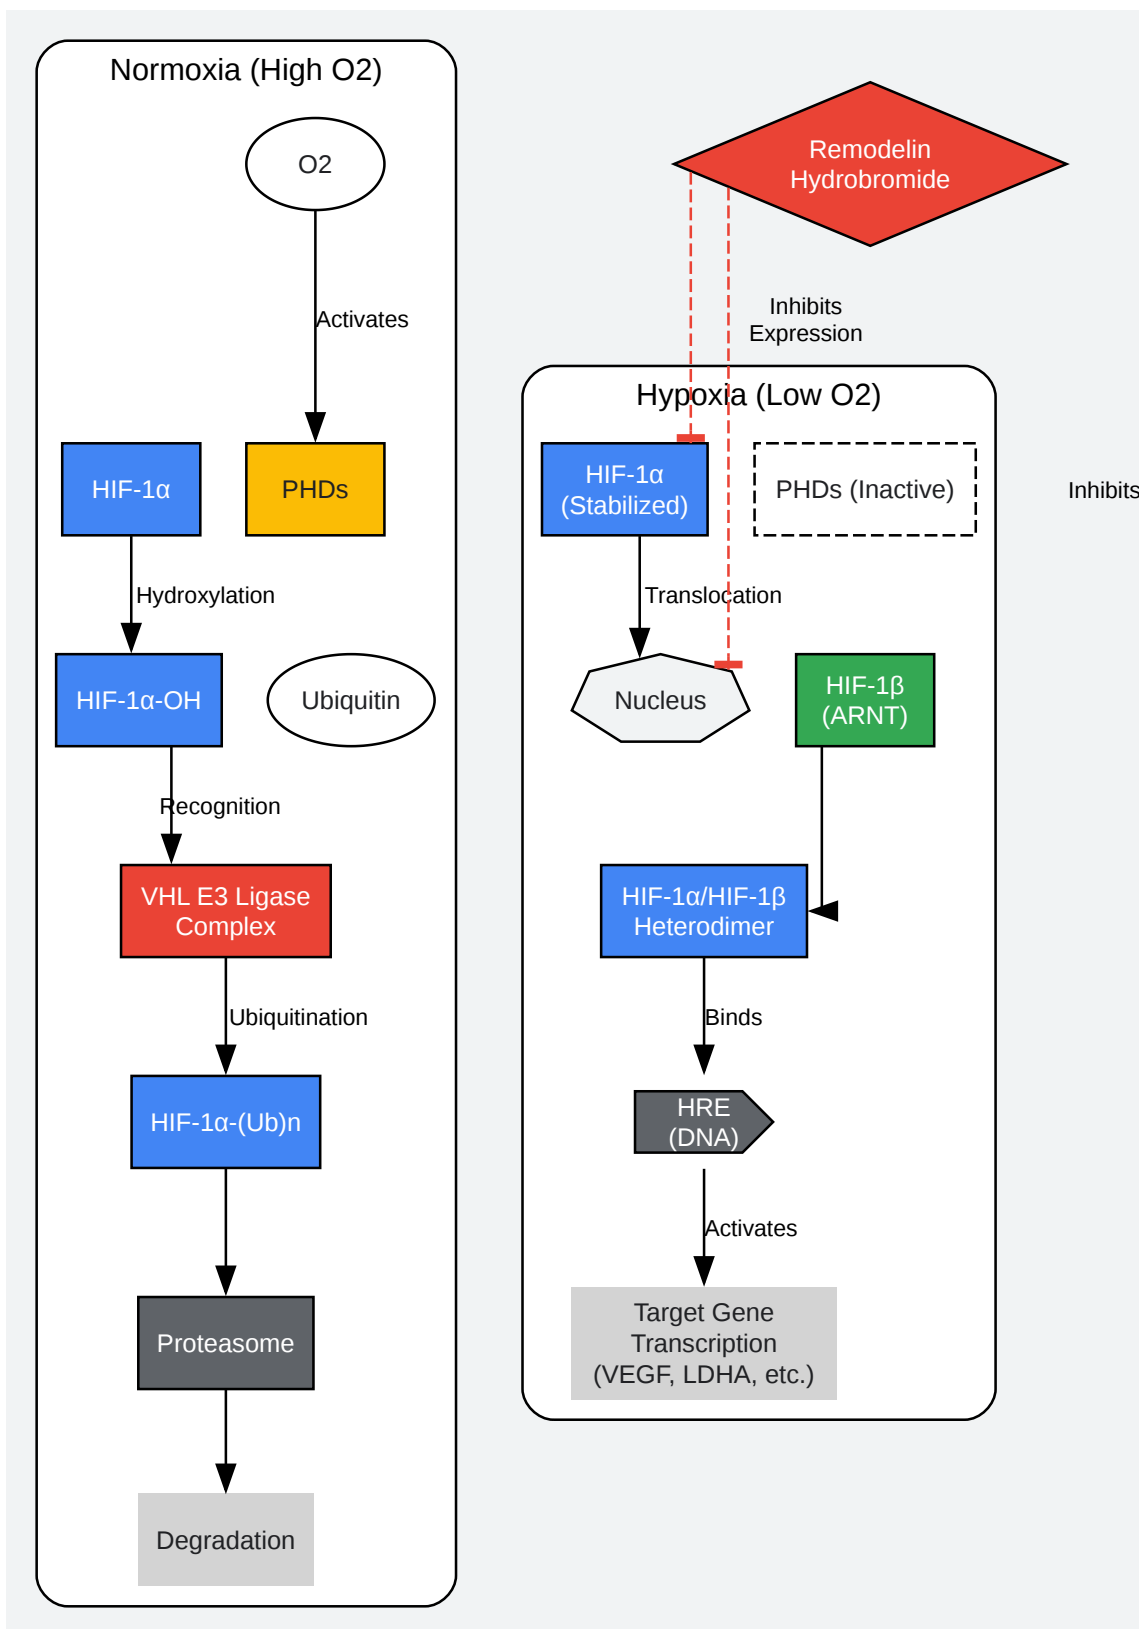 Normoxia (High O2)
O2
Activates
HIF-1α
PHDs
Hydroxylation
HIF-1α-OH
Ubiquitin
Recognition
VHL E3 Ligase
Complex
Ubiquitination
HIF-1α-(Ub)n
Proteasome
Degradation
Remodelin
Hydrobromide
Inhibits
Expression
Hypoxia (Low O2)
HIF-1α
(Stabilized)
PHDs (Inactive)
Inhibits
Translocation
Nucleus
HIF-1β
(ARNT)
HIF-1α/HIF-1β
Heterodimer
Binds
HRE
(DNA)
Activates
Target Gene
Transcription
(VEGF, LDHA, etc.)